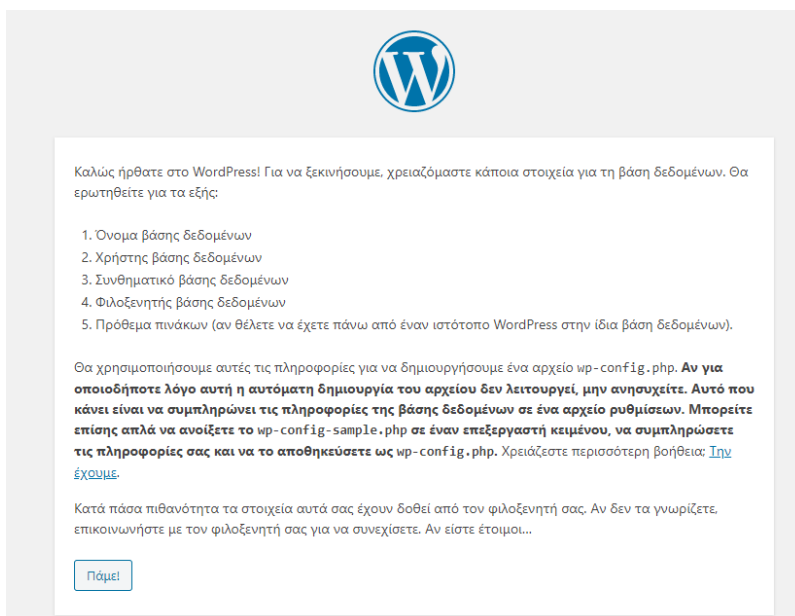 Καλώς ήρθατε στο WordPress! Για να ξεκινήσουμε, χρειαζόμαστε κάποια στοιχεία για τη βάση δεδομένων. Θα
ερωτηθείτε για τα εξής:
1. Όνομα βάσης δεδομένων
2. Χρήστης βάσης δεδομένων
3. Συνθηματικό βάσης δεδομένων
4. Φιλοξενητής βάσης δεδομένων
5. Πρόθεμα πινάκων (αν θέλετε να έχετε πάνω από έναν ιστότοπο WordPress στην ίδια βάση δεδομένων).
Θα χρησιμοποιήσουμε αυτές τις πληροφορίες για να δημιουργήσουμε ένα αρχείο wp-config.php. Αν για
οποιοδήποτε λόγο αυτή η αυτόματη δημιουργία του αρχείου δεν λειτουργεί, μην ανησυχείτε. Αυτό που
κάνει είναι να συμπληρώνει τις πληροφορίες της βάσης δεδομένων σε ένα αρχείο ρυθμίσεων. Μπορείτε
επίσης απλά να ανοίξετε το wp-config-sample.php σε έναν επεξεργαστή κειμένου, να συμπληρώσετε
τις πληροφορίες σας και να το αποθηκεύσετε ως wp-config.php. Χρειάζεστε περισσότερη βοήθεια; Την
έχουμε.
Κατά πάσα πιθανότητα τα στοιχεία αυτά σας έχουν δοθεί από τον φιλοξενητή σας. Αν δεν τα γνωρίζετε,
επικοινωνήστε με τον φιλοξενητή σας για να συνεχίσετε. Αν είστε έτοιμοι...
Πάμε!